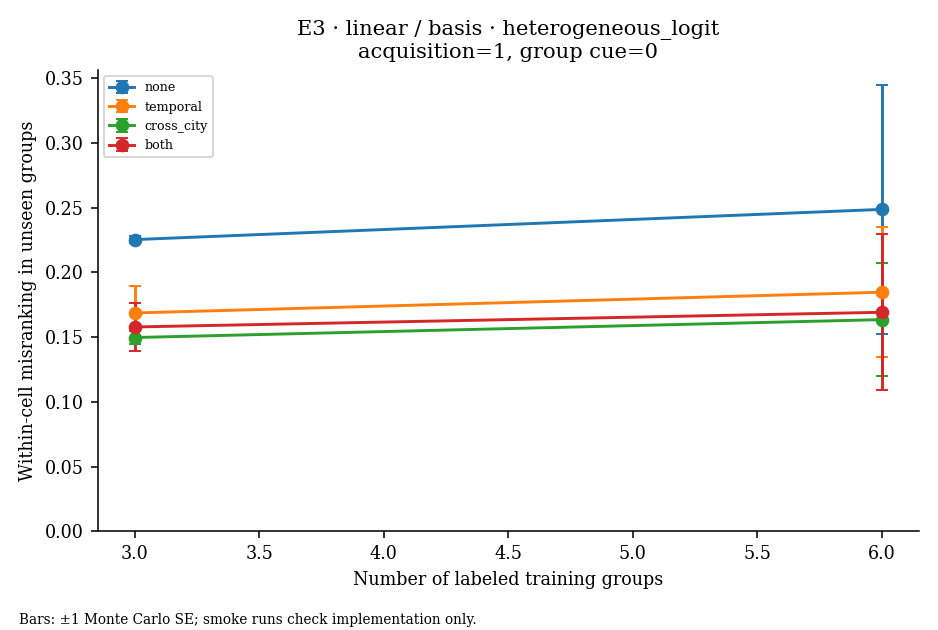 E3 · linear / basis · heterogeneous_logit
acquisition=1, group cue=0
none
temporal
cross_city
both
Within-cell misranking in unseen groups
0.35
0.30
0.25
0.20
0.15
0.10
0.05
0.00
3.0 3.5 4.0 4.5 5.0 5.5 6.0
Number of labeled training groups
Bars: ±1 Monte Carlo SE; smoke runs check implementation only.